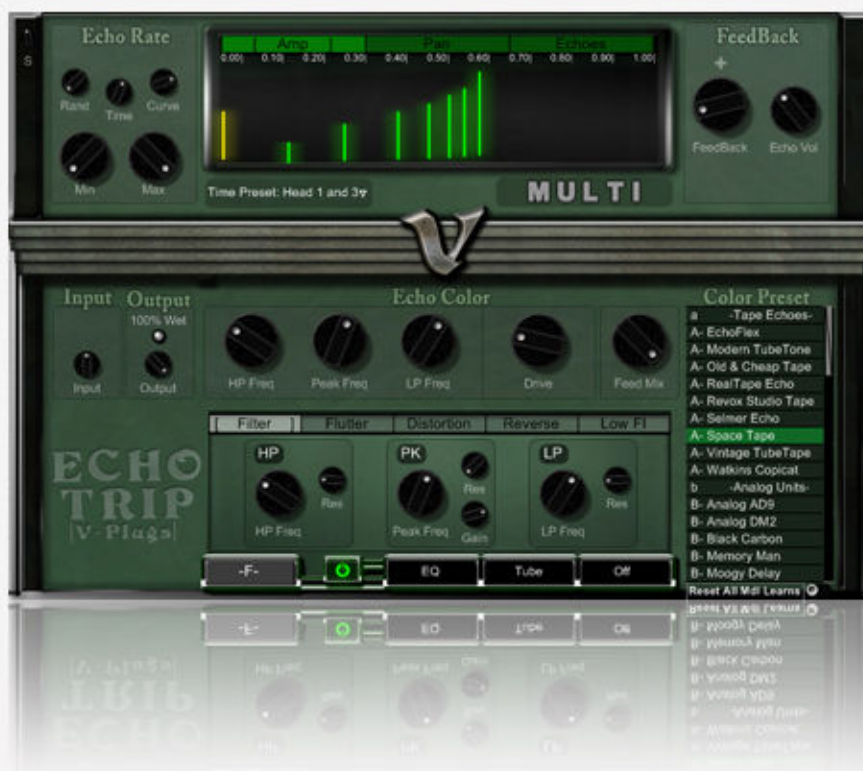 Echo Rate
S
Rand
Time
Curve
Min
Max
Amp
Pan
Echoes
0.00| 0.10| 0.20| 0.30| 0.40| 0.50| 0.60| 0.70| 0.80| 0.90| 1.00|
Time Preset: Head 1 and 3
MULTI
FeedBack
+
FeedBack
Echo Vol
V
Input
Input
Output
100% Wet
Output
Echo Color
HP Freq
Peak Freq
LP Freq
Drive
Feed Mix
[ Filter ]
Flutter
Distortion
Reverse
Low FI
HP
Res
HP Freq
PK
Res
Peak Freq
Gain
LP
Res
LP Freq
ECHO
TRIP
|V-Plugs|
-F-
EQ
Tube
Off
Color Preset
a -Tape Echoes-
A- EchoFlex
A- Modern TubeTone
A- Old & Cheap Tape
A- RealTape Echo
A- Revox Studio Tape
A- Selmer Echo
A- Space Tape
A- Vintage TubeTape
A- Watkins Copicat
b -Analog Units-
B- Analog AD9
B- Analog DM2
B- Black Carbon
B- Memory Man
B- Moogy Delay
Reset All Mdl Learns